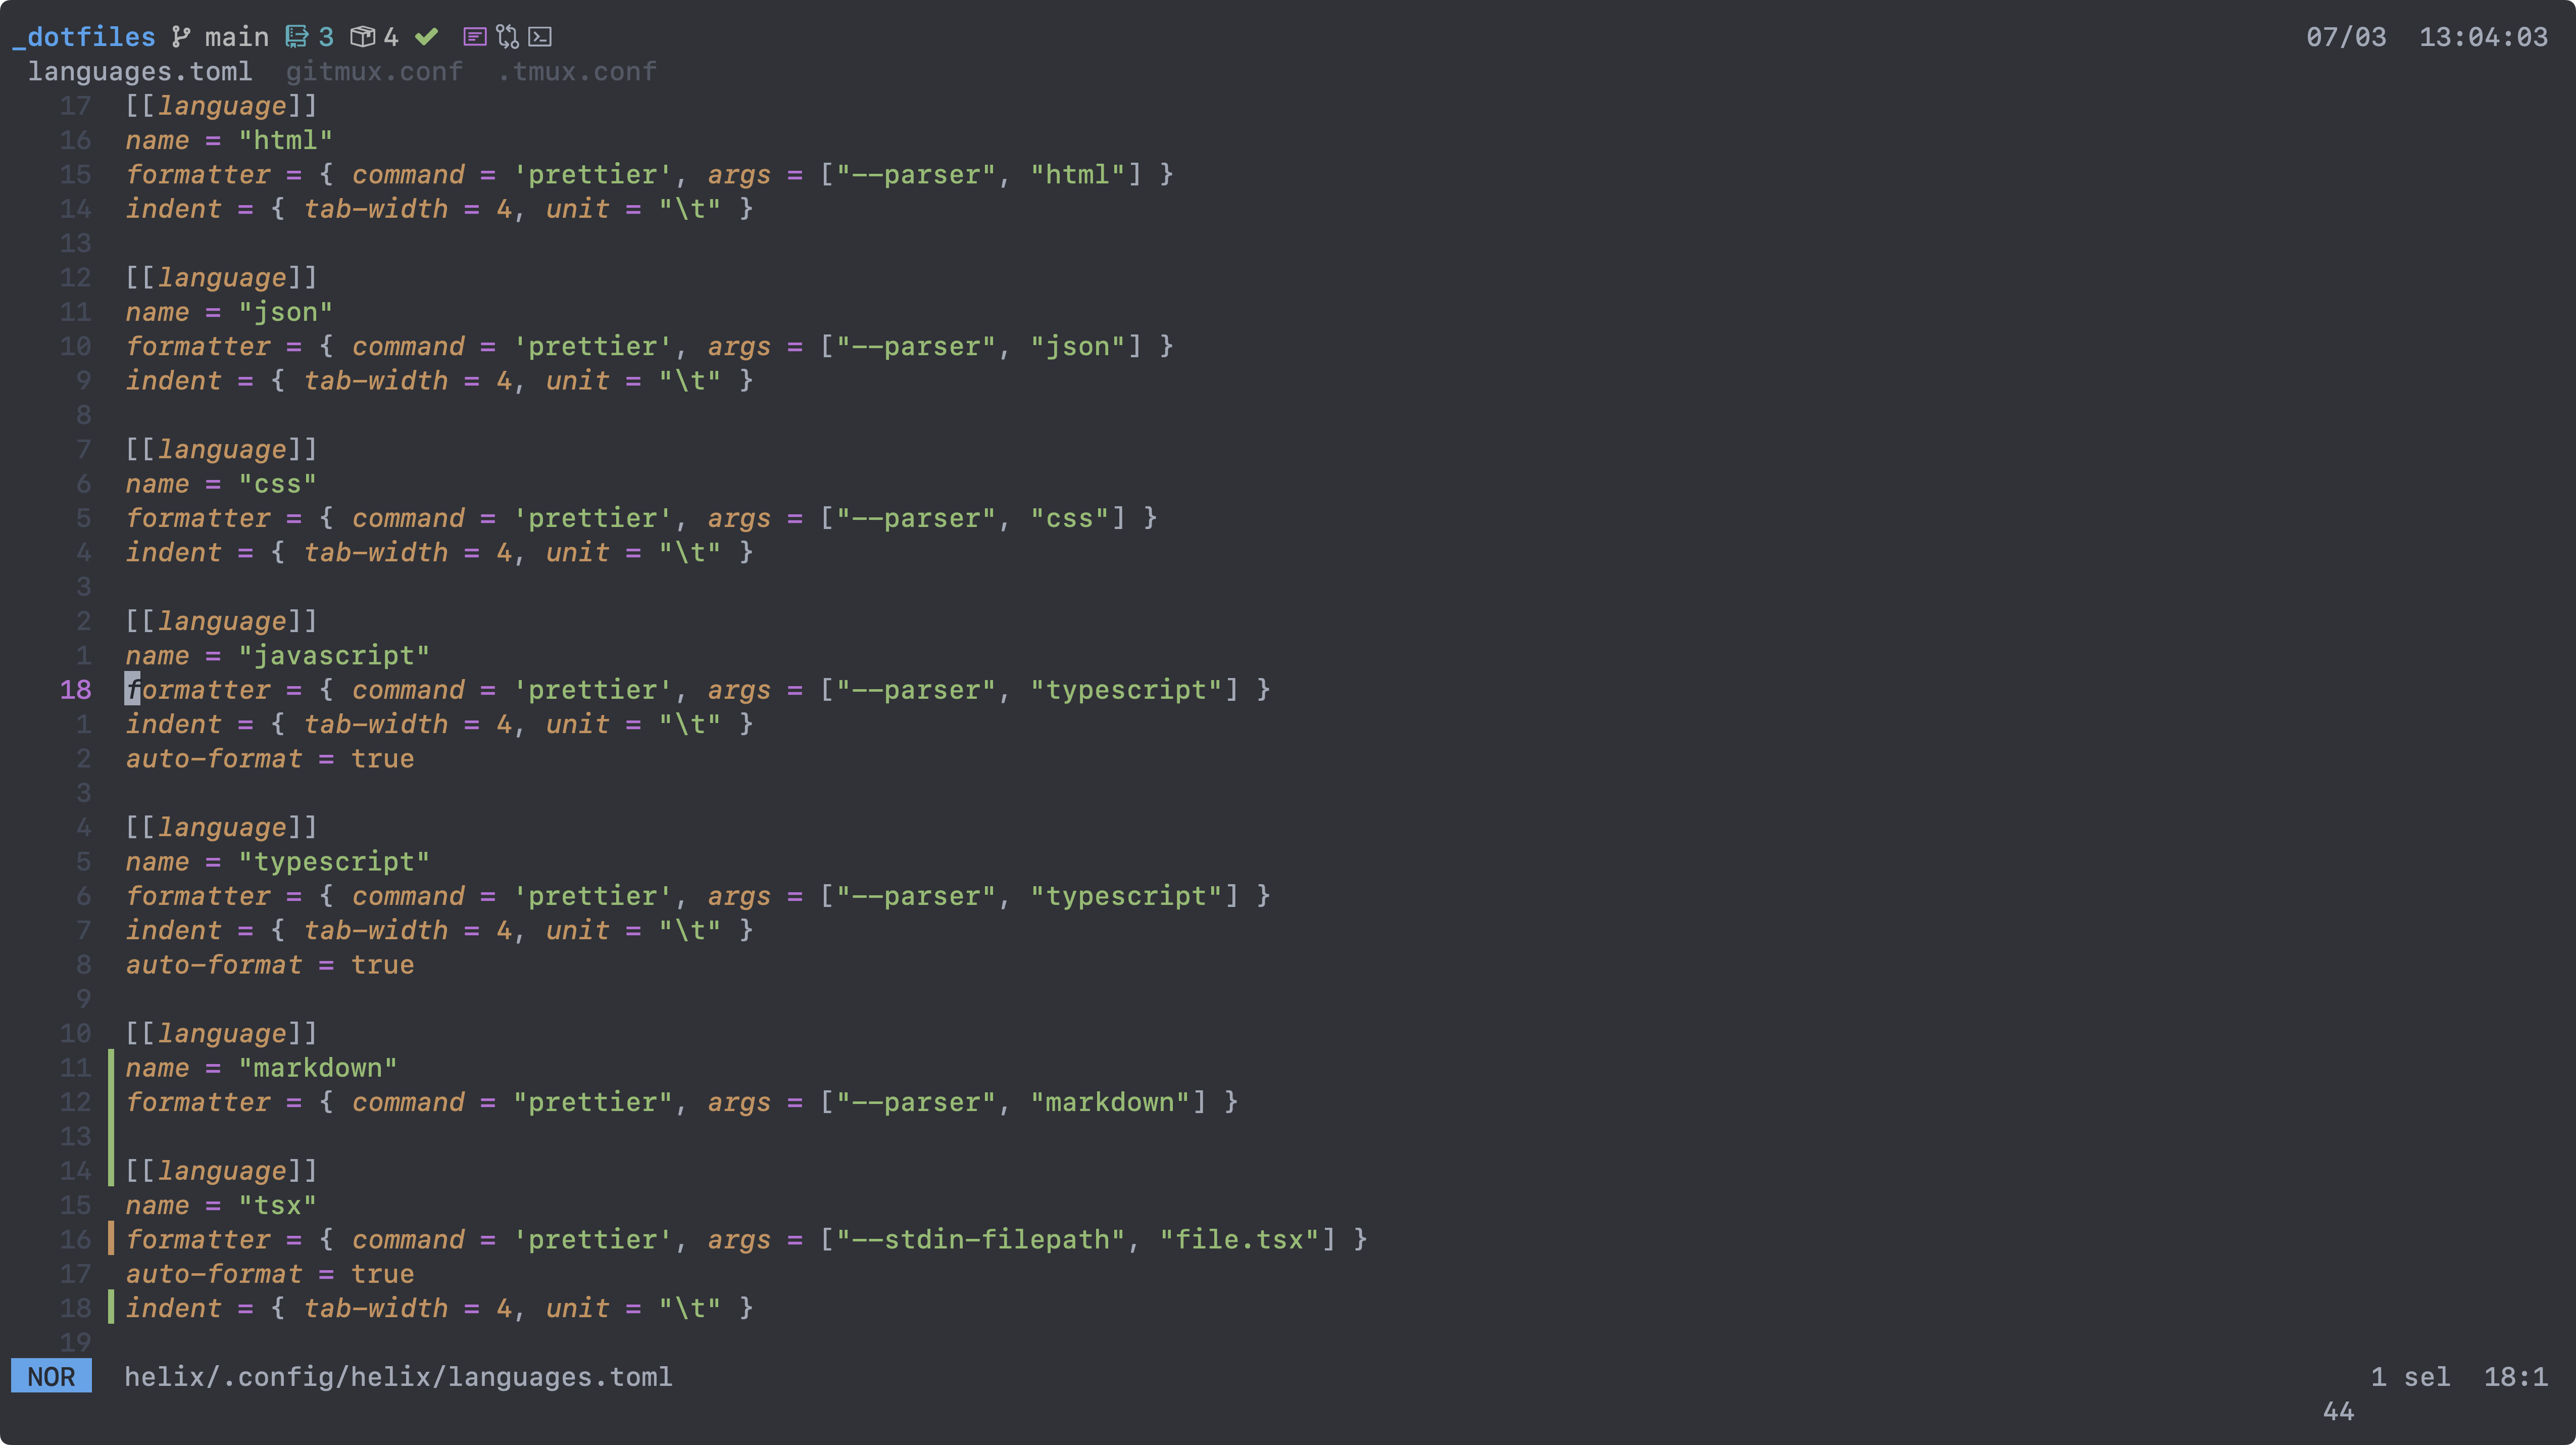 _dotfiles main 3 4 07/03 13:04:03
languages.toml gitmux.conf .tmux.conf
17 [[language]]
16 name = "html"
15 formatter = { command = 'prettier', args = ["--parser", "html"] }
14 indent = { tab-width = 4, unit = "\t" }
13
12 [[language]]
11 name = "json"
10 formatter = { command = 'prettier', args = ["--parser", "json"] }
9 indent = { tab-width = 4, unit = "\t" }
8
7 [[language]]
6 name = "css"
5 formatter = { command = 'prettier', args = ["--parser", "css"] }
4 indent = { tab-width = 4, unit = "\t" }
3
2 [[language]]
1 name = "javascript"
18 formatter = { command = 'prettier', args = ["--parser", "typescript"] }
1 indent = { tab-width = 4, unit = "\t" }
2 auto-format = true
3
4 [[language]]
5 name = "typescript"
6 formatter = { command = 'prettier', args = ["--parser", "typescript"] }
7 indent = { tab-width = 4, unit = "\t" }
8 auto-format = true
9
10 [[language]]
11 name = "markdown"
12 formatter = { command = "prettier", args = ["--parser", "markdown"] }
13
14 [[language]]
15 name = "tsx"
16 formatter = { command = 'prettier', args = ["--stdin-filepath", "file.tsx"] }
17 auto-format = true
18 indent = { tab-width = 4, unit = "\t" }
19
NOR helix/.config/helix/languages.toml 1 sel 18:1
44